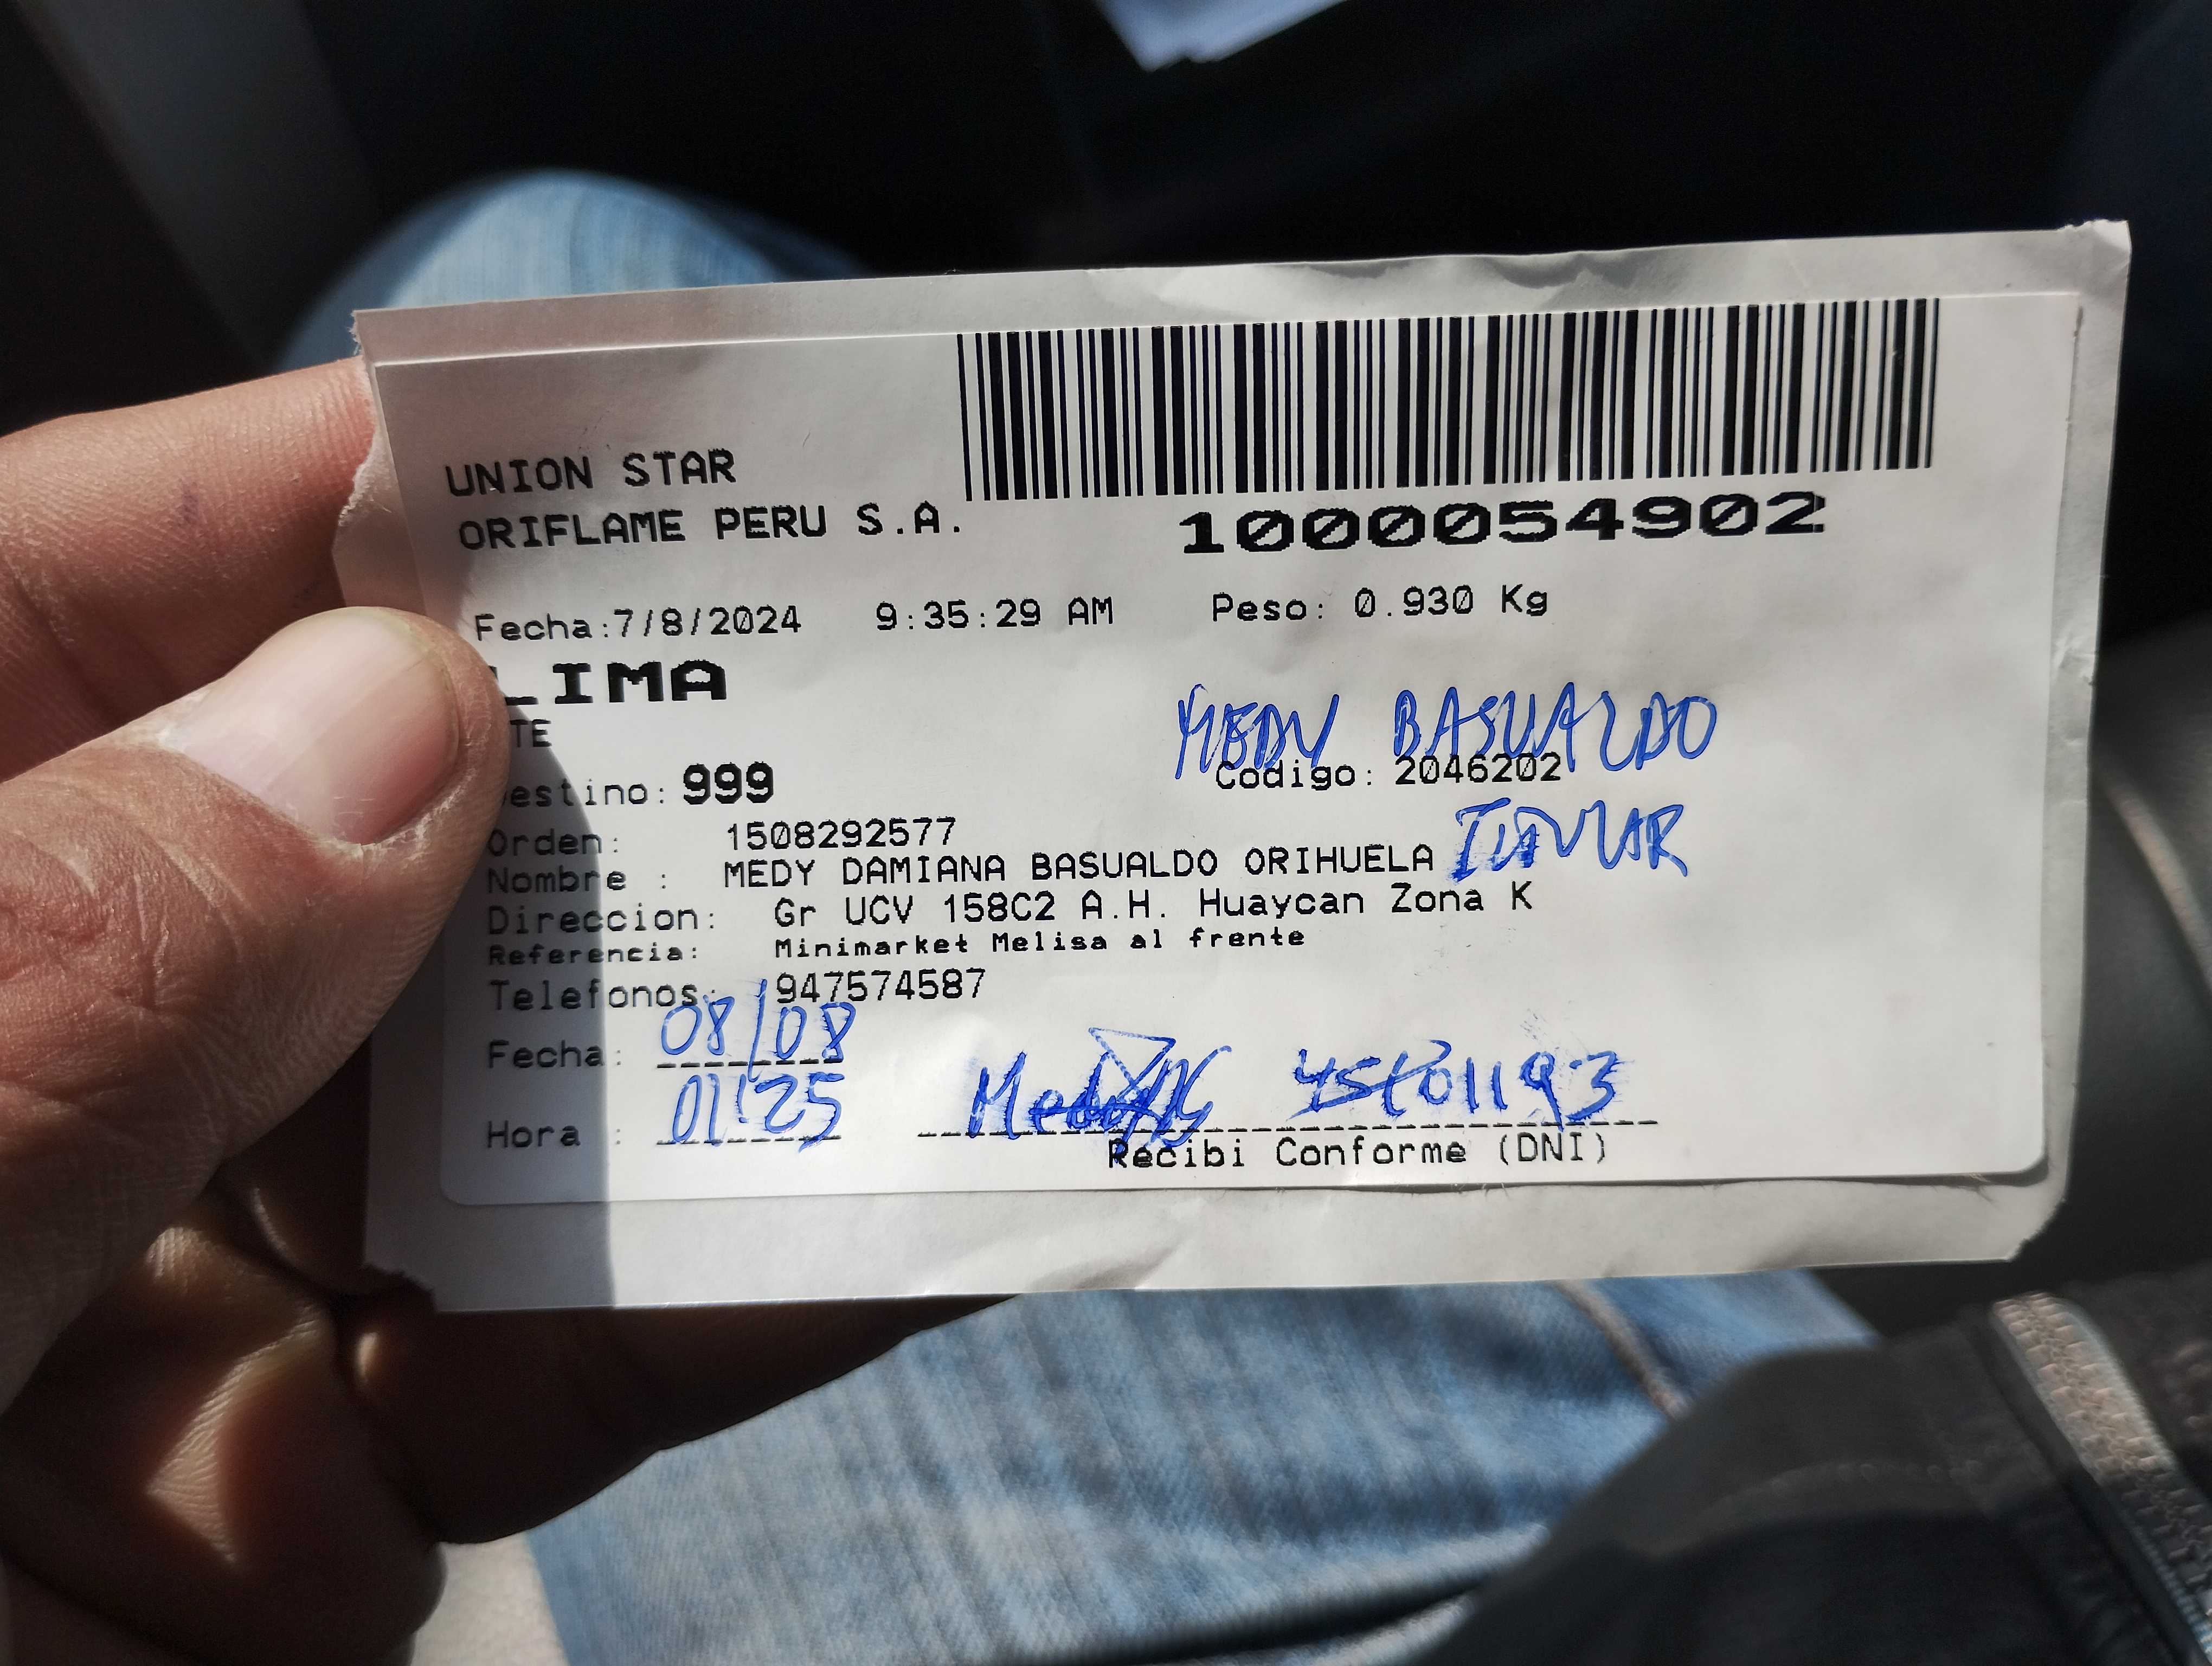 UNION STAR
ORIFLAME PERU S.A.
1000054902
Fecha:7/8/2024 9:35:29 AM Peso: 0.930 Kg
LIMA
TE
MEDY BASUALDO
estino: 999 Codigo: 2046202
Orden: 1508292577
Nombre : MEDY DAMIANA BASUALDO ORIHUELA
Direccion: Gr UCV 158C2 A.H. Huaycan Zona K
Referencia: Minimarket Melisa al frente
Telefonos: 947574587
Fecha: 08/08
Hora : 01:25
Recibi Conforme (DNI)